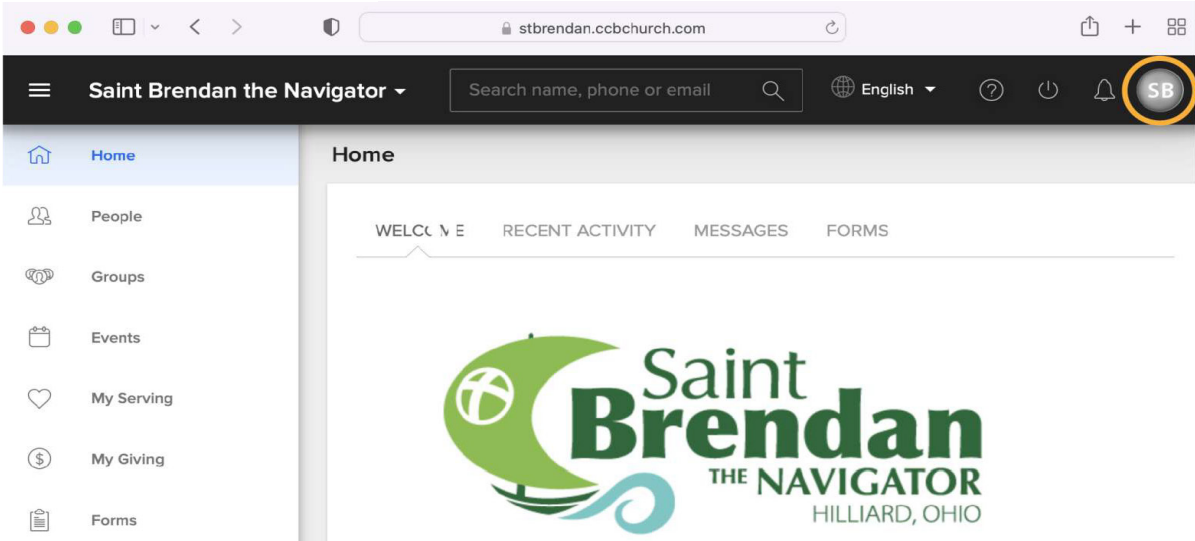 stbrendan.ccbchurch.com
Saint Brendan the Navigator
Search name, phone or email
English
SB
Home
Home
People
WELCOME RECENT ACTIVITY MESSAGES FORMS
Groups
Events
My Serving
My Giving
Forms
Saint
Brendan
THE NAVIGATOR
HILLIARD, OHIO